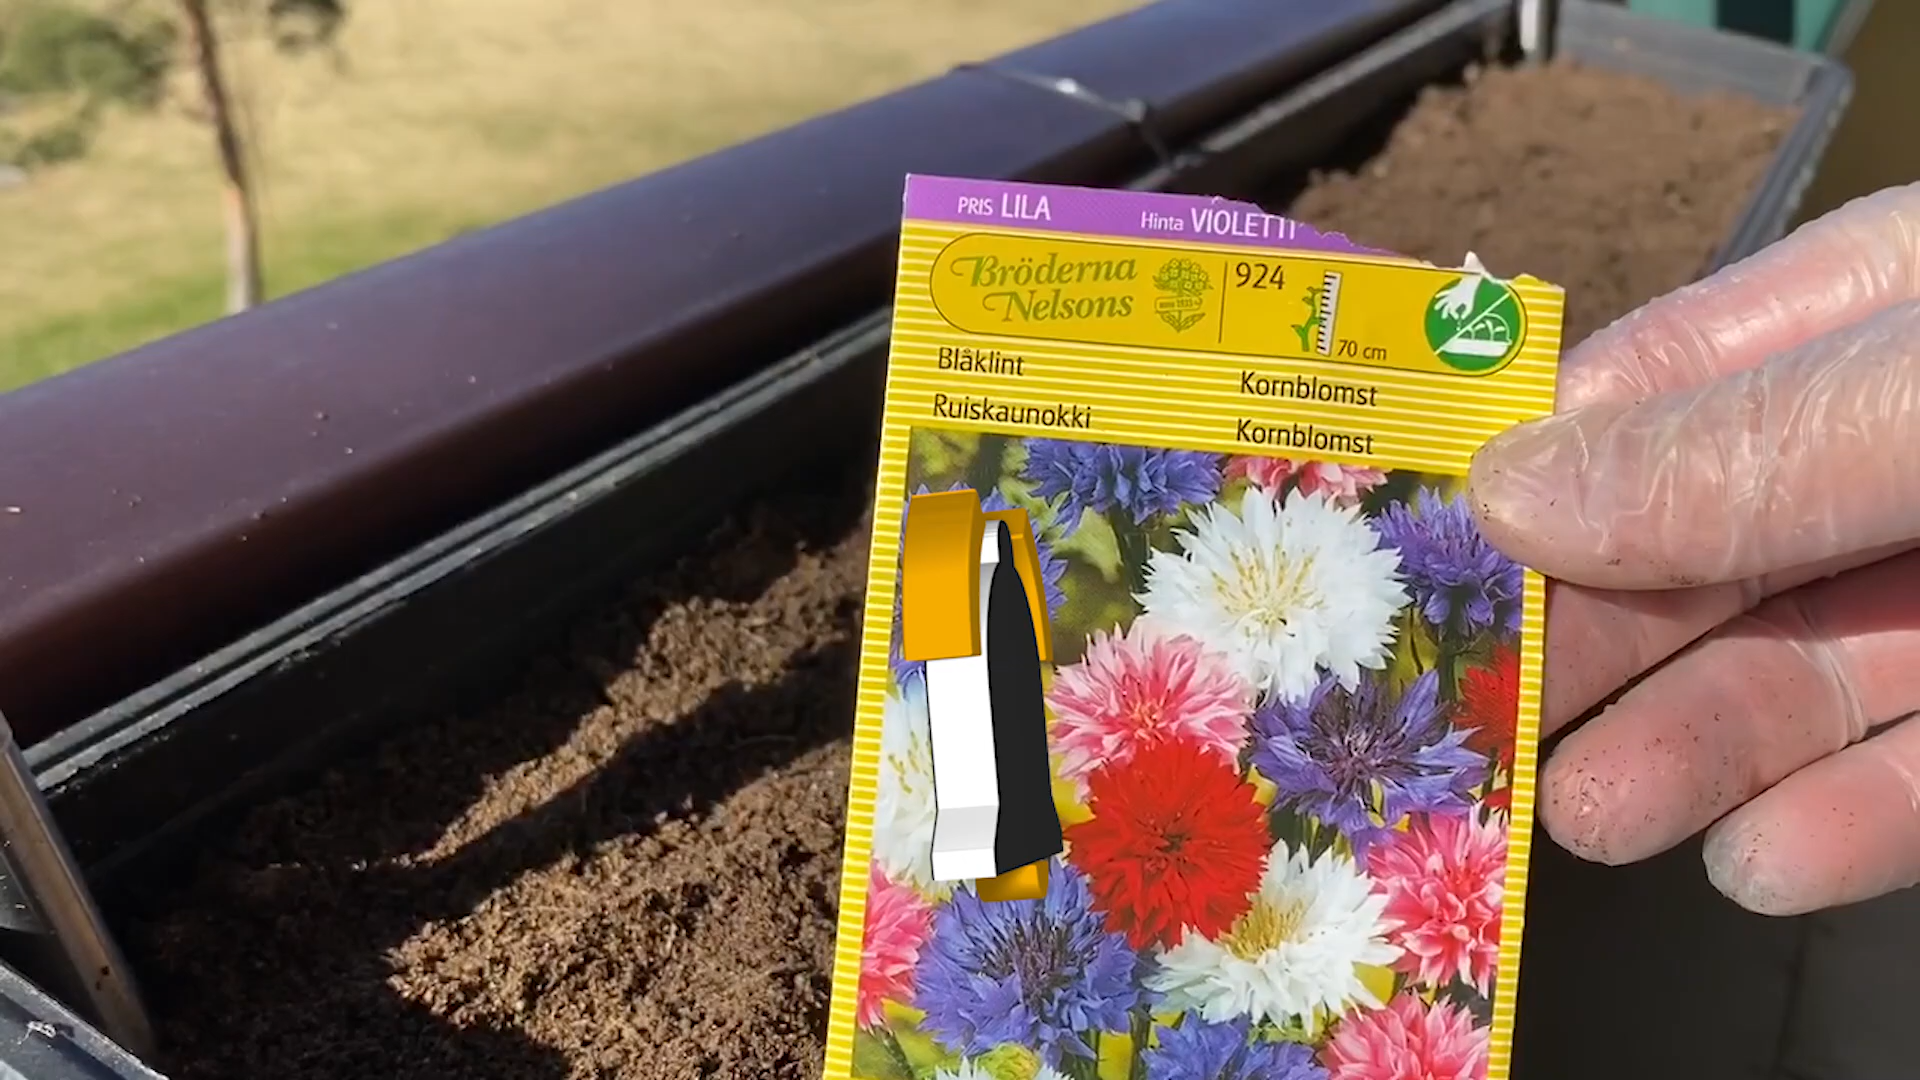 PRIS LILA
Hinta VIOLETTI
Bröderna
Nelsons
924
70 cm
Blåklint
Kornblomst
Ruiskaunokki
Kornblomst